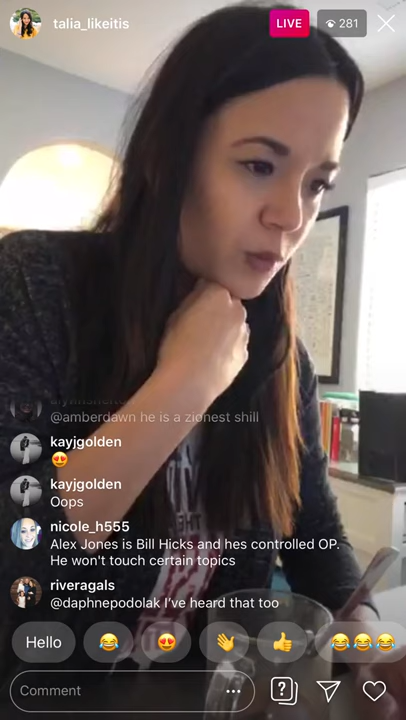 talia_likeitis
LIVE
281
@amberdawn he is a zionest shill
kayjgolden
😍
kayjgolden
Oops
nicole_h555
Alex Jones is Bill Hicks and hes controlled OP.
He won't touch certain topics
riveragals
@daphnepodolak I've heard that too
Hello
😂
😍
👋
👍
😂😂😂
Comment